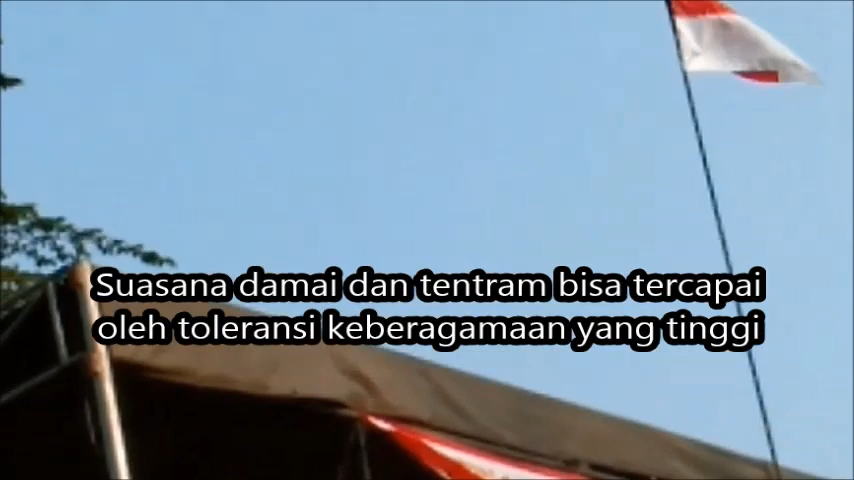 Suasana damai dan tentram bisa tercapai
oleh toleransi keberagamaan yang tinggi